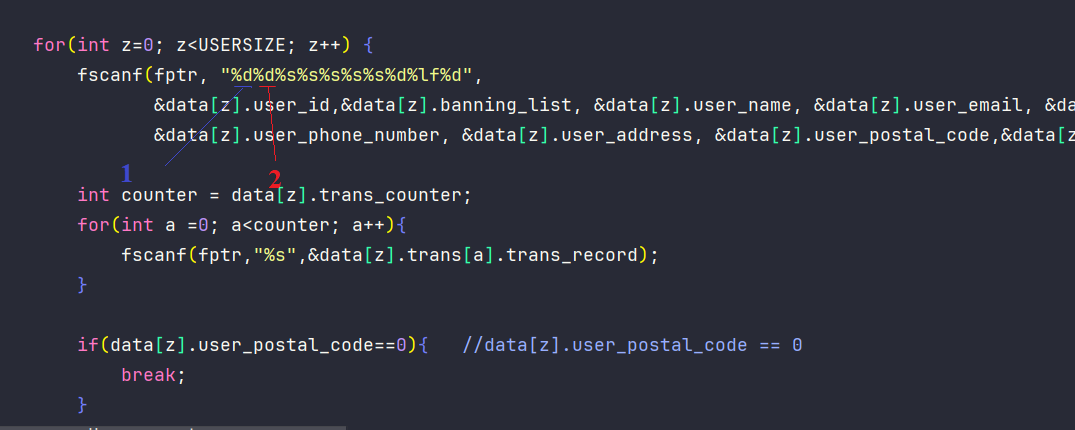 for(int z=0; z<USERSIZE; z++) {
fscanf(fptr, "%d%d%s%s%s%s%s%d%lf%d",
&data[z].user_id,&data[z].banning_list, &data[z].user_name, &data[z].user_email, &da
&data[z].user_phone_number, &data[z].user_address, &data[z].user_postal_code,&data[z
1
2
int counter = data[z].trans_counter;
for(int a =0; a<counter; a++){
fscanf(fptr,"%s",&data[z].trans[a].trans_record);
}
if(data[z].user_postal_code==0){ //data[z].user_postal_code == 0
break;
}